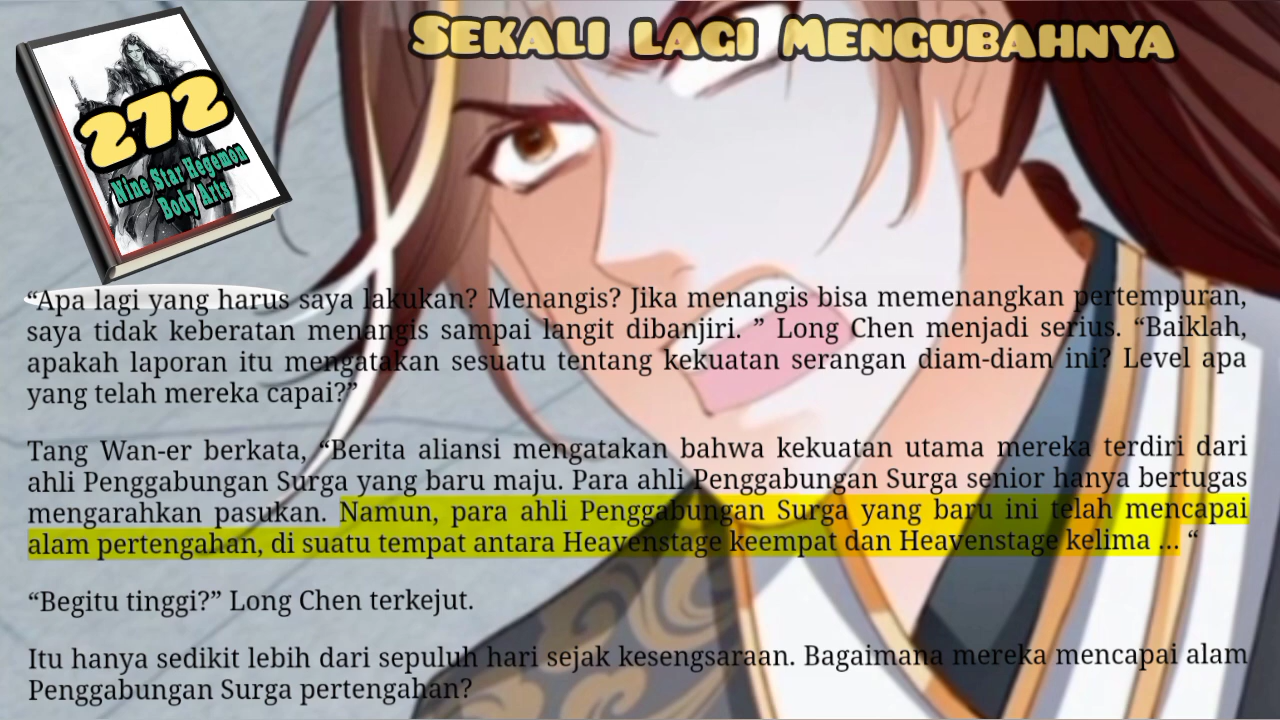 Sekali lagi Mengubahnya
272
Nine Star Hegemon
Body Arts
“Apa lagi yang harus saya lakukan? Menangis? Jika menangis bisa memenangkan pertempuran,
saya tidak keberatan menangis sampai langit dibanjiri. ” Long Chen menjadi serius. “Baiklah,
apakah laporan itu mengatakan sesuatu tentang kekuatan serangan diam-diam ini? Level apa
yang telah mereka capai?”
Tang Wan-er berkata, “Berita aliansi mengatakan bahwa kekuatan utama mereka terdiri dari
ahli Penggabungan Surga yang baru maju. Para ahli Penggabungan Surga senior hanya bertugas
mengarahkan pasukan. Namun, para ahli Penggabungan Surga yang baru ini telah mencapai
alam pertengahan, di suatu tempat antara Heavenstage keempat dan Heavenstage kelima ... “
“Begitu tinggi?” Long Chen terkejut.
Itu hanya sedikit lebih dari sepuluh hari sejak kesengsaraan. Bagaimana mereka mencapai alam
Penggabungan Surga pertengahan?